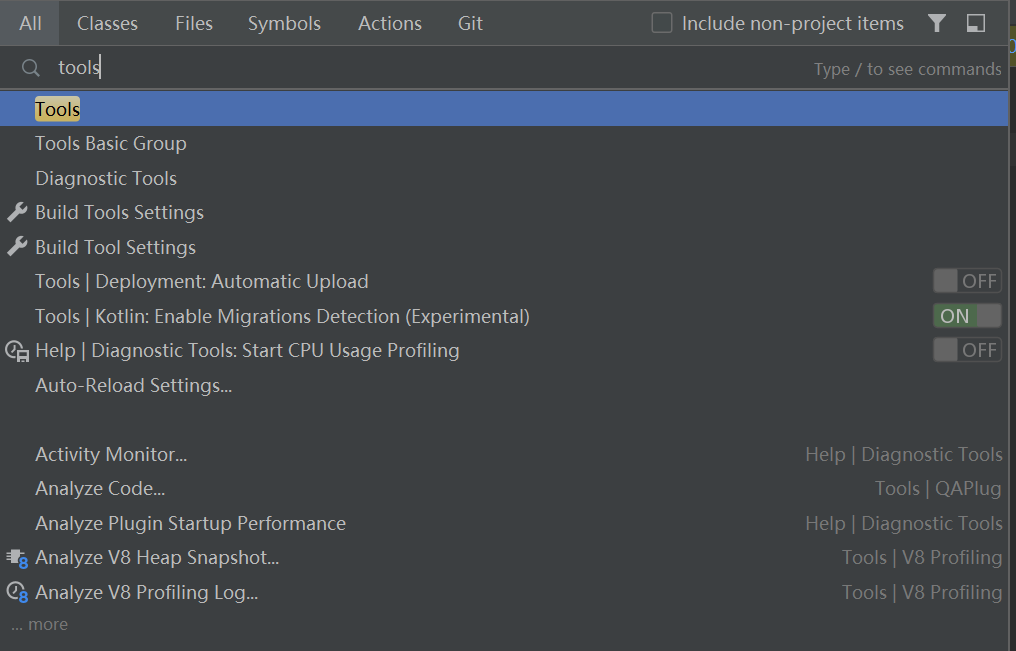 All Classes Files Symbols Actions Git Include non-project items
tools Type / to see commands
Tools
Tools Basic Group
Diagnostic Tools
Build Tools Settings
Build Tool Settings
Tools | Deployment: Automatic Upload OFF
Tools | Kotlin: Enable Migrations Detection (Experimental) ON
Help | Diagnostic Tools: Start CPU Usage Profiling OFF
Auto-Reload Settings...
Activity Monitor... Help | Diagnostic Tools
Analyze Code... Tools | QAPlug
Analyze Plugin Startup Performance Help | Diagnostic Tools
Analyze V8 Heap Snapshot... Tools | V8 Profiling
Analyze V8 Profiling Log... Tools | V8 Profiling
... more